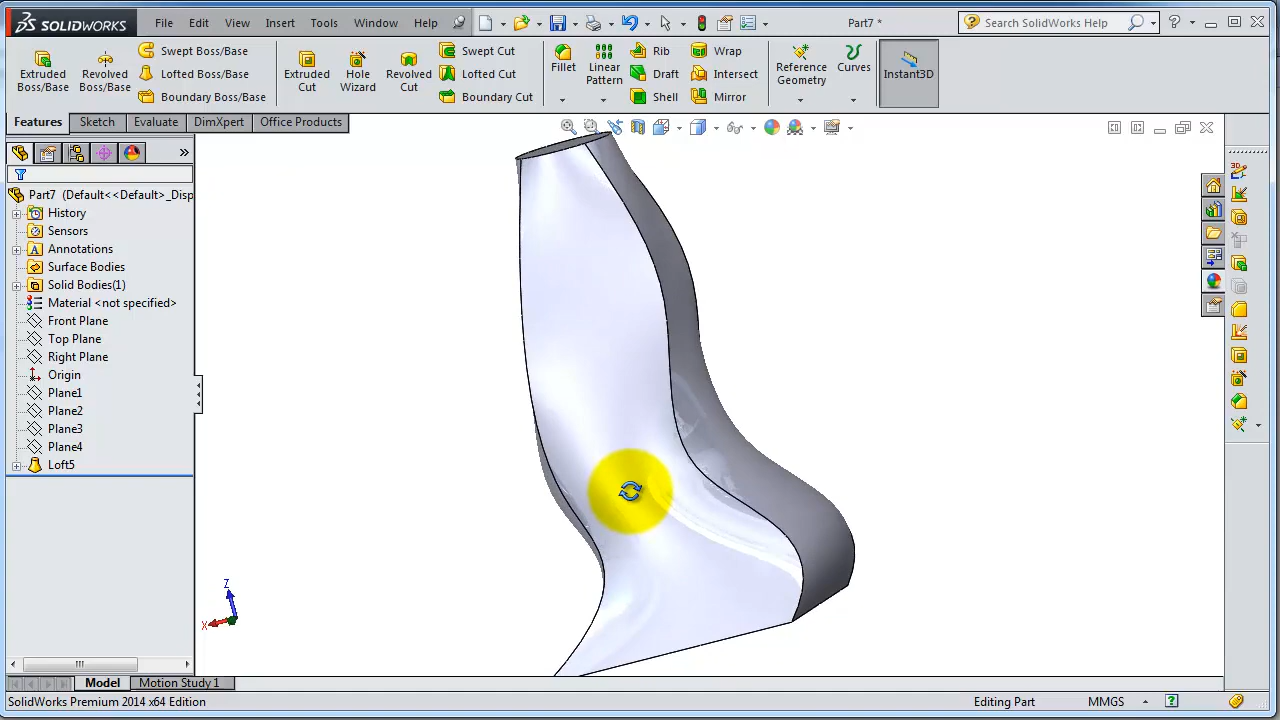 SOLIDWORKS File Edit View Insert Tools Window Help Part7 * Search SolidWorks Help
Extruded Boss/Base
Revolved Boss/Base
Swept Boss/Base
Lofted Boss/Base
Boundary Boss/Base
Extruded Cut
Hole Wizard
Revolved Cut
Swept Cut
Lofted Cut
Boundary Cut
Fillet
Linear Pattern
Rib
Draft
Shell
Wrap
Intersect
Mirror
Reference Geometry
Curves
Instant3D
Features Sketch Evaluate DimXpert Office Products
Part7 (Default<<Default>_Disp
History
Sensors
Annotations
Surface Bodies
Solid Bodies(1)
Material <not specified>
Front Plane
Top Plane
Right Plane
Origin
Plane1
Plane2
Plane3
Plane4
Loft5
Z
X
Model Motion Study 1
SolidWorks Premium 2014 x64 Edition Editing Part MMGS